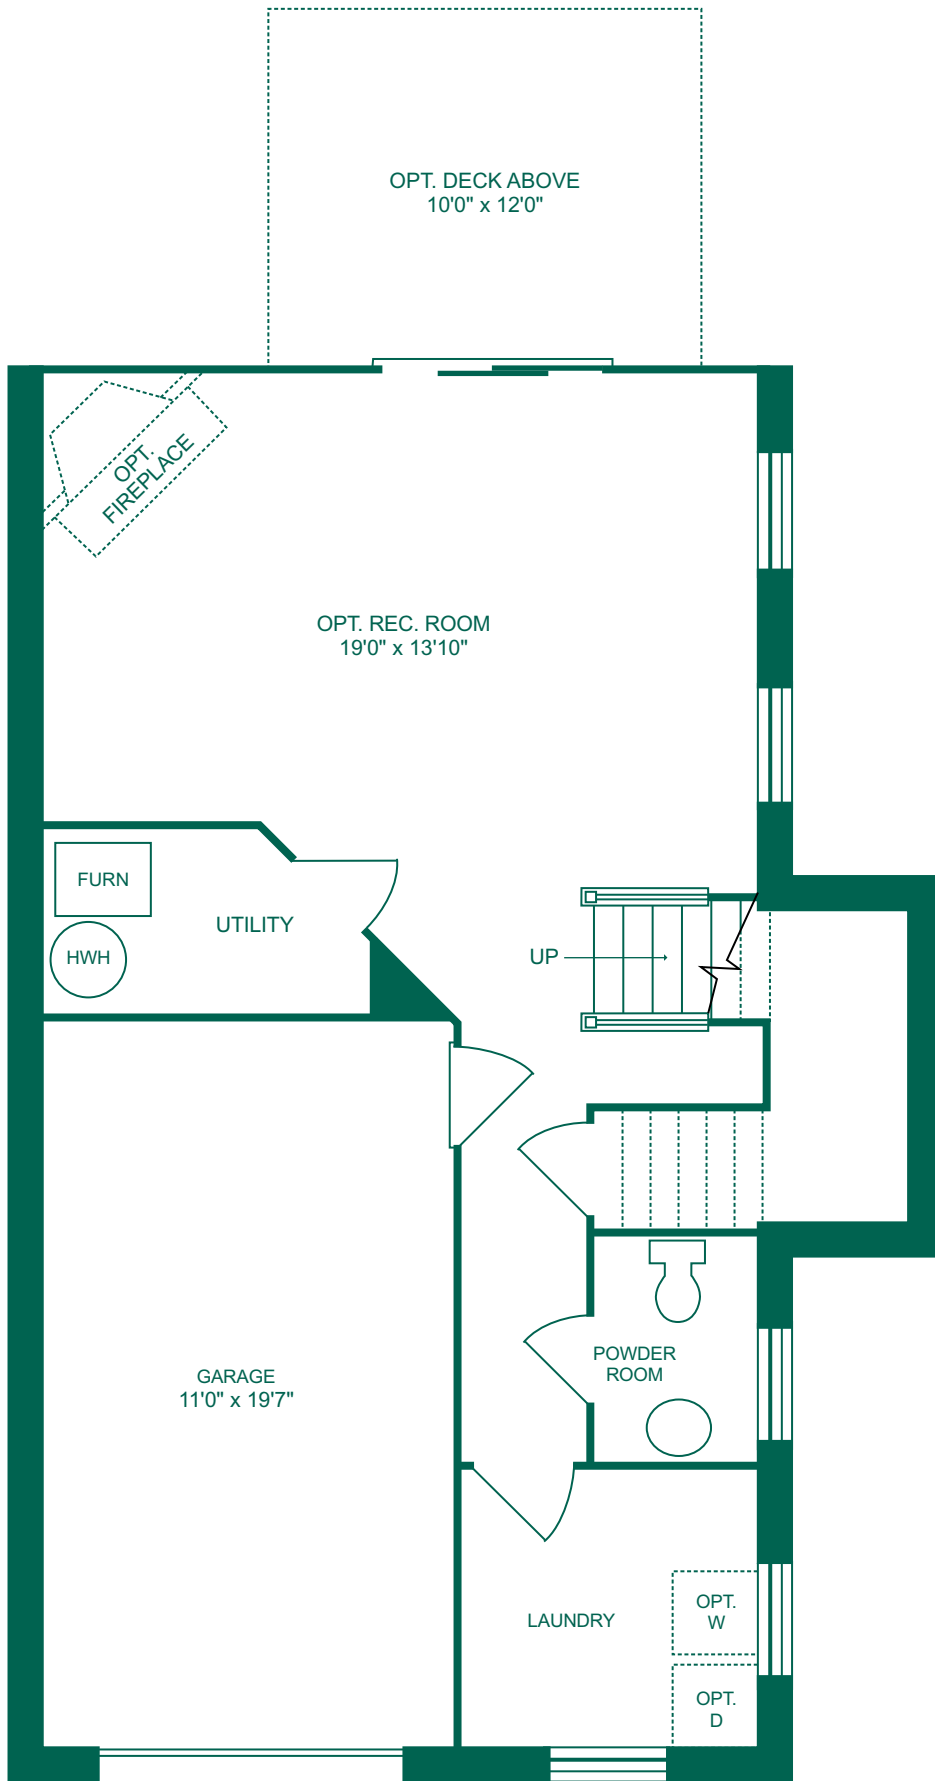 OPT. DECK ABOVE
10'0" x 12'0"
OPT.
FIREPLACE
OPT. REC. ROOM
19'0" x 13'10"
FURN
UTILITY
HWH
UP
POWDER
ROOM
GARAGE
11'0" x 19'7"
OPT.
W
LAUNDRY
OPT.
D